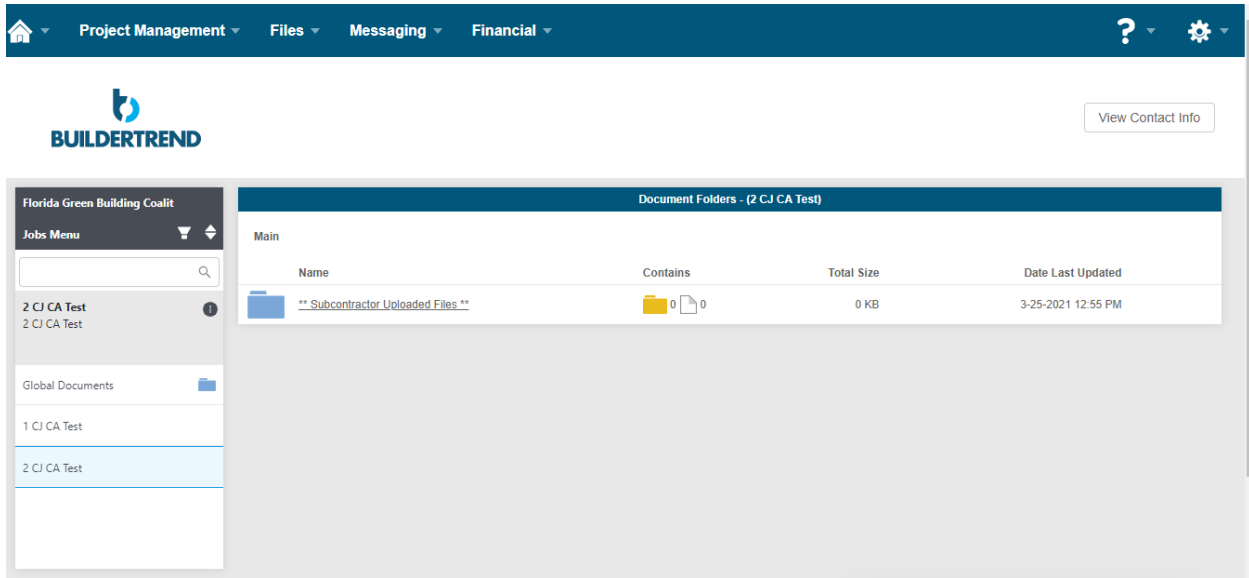 Project Management Files Messaging Financial ?
BUILDERTREND
View Contact Info
Florida Green Building Coalit
Jobs Menu
2 CJ CA Test
2 CJ CA Test
Global Documents
1 CJ CA Test
2 CJ CA Test
Document Folders - (2 CJ CA Test)
Main
Name Contains Total Size Date Last Updated
** Subcontractor Uploaded Files ** 0 0 0 KB 3-25-2021 12:55 PM